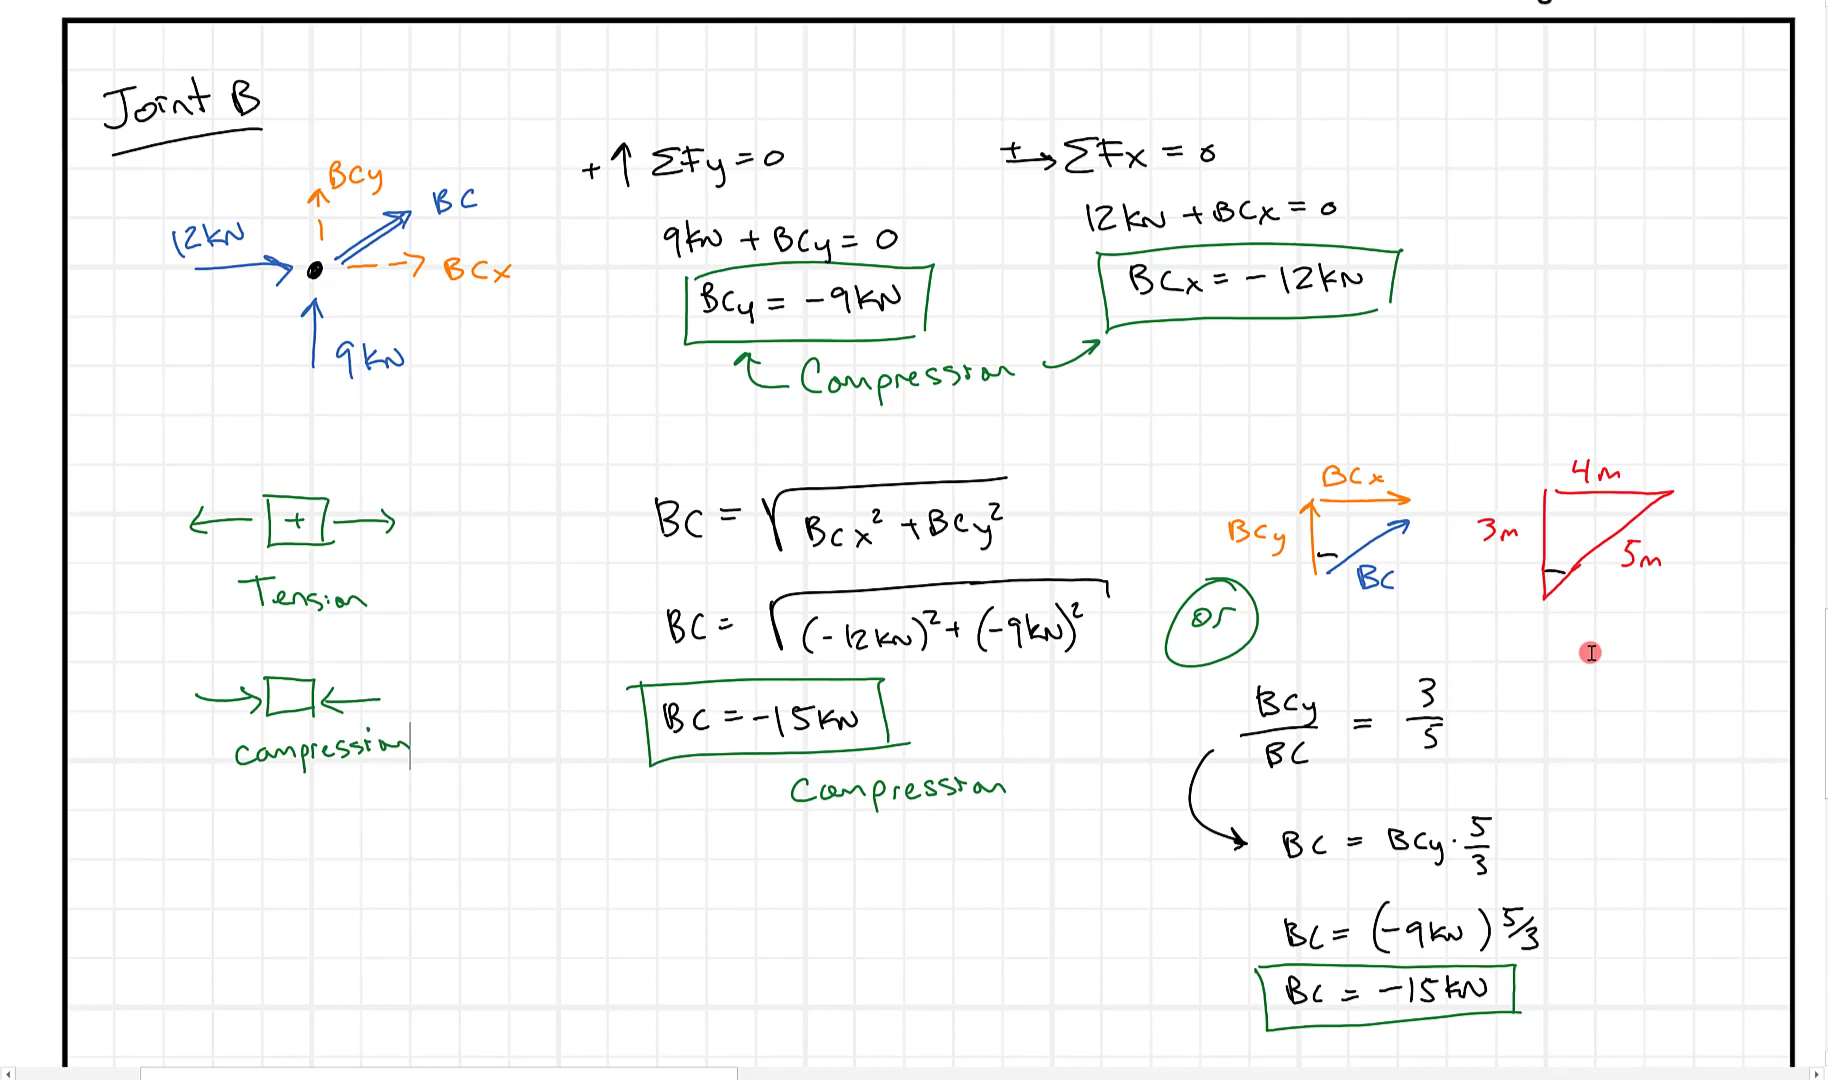 Joint B
BCy
BC
12kN
BCx
9kN
+↑ ΣFy = 0
9kN + BCy = 0
BCy = -9kN
+→ ΣFx = 0
12kN + BCx = 0
BCx = -12kN
Compression
+
Tension
compression
BC = √(BCx² + BCy²)
BC = √((-12kN)² + (-9kN)²)
BC = -15kN
Compression
or
BCx
BCy
BC
4m
3m
5m
BCy/BC = 3/5
BC = BCy · 5/3
BC = (-9kN) 5/3
BC = -15kN